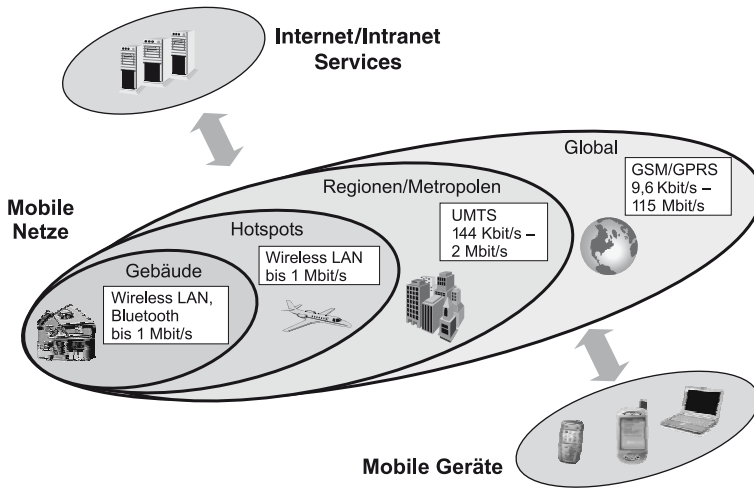 Internet/Intranet
Services
Global
GSM/GPRS
9,6 Kbit/s –
115 Mbit/s
Regionen/Metropolen
UMTS
144 Kbit/s –
2 Mbit/s
Mobile
Netze
Hotspots
Wireless LAN
bis 1 Mbit/s
Gebäude
Wireless LAN,
Bluetooth
bis 1 Mbit/s
Mobile Geräte